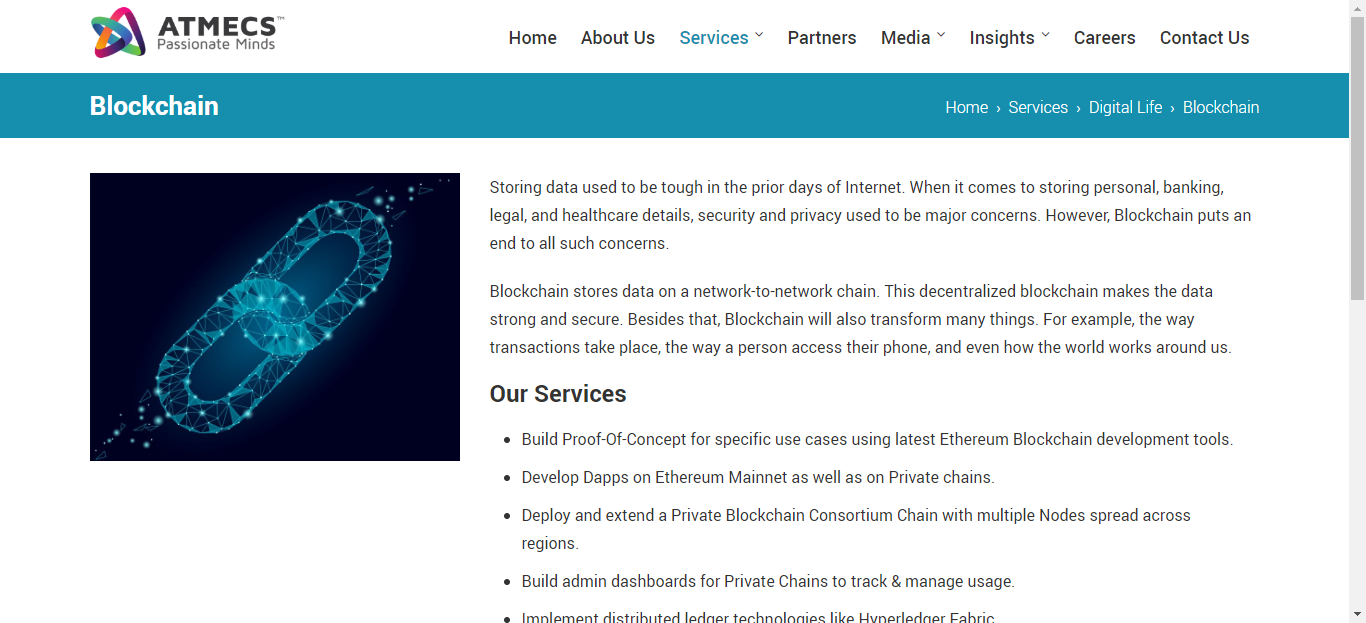 ATMECS™
Passionate Minds
Home About Us Services Partners Media Insights Careers Contact Us
Blockchain
Home › Services › Digital Life › Blockchain
Storing data used to be tough in the prior days of Internet. When it comes to storing personal, banking,
legal, and healthcare details, security and privacy used to be major concerns. However, Blockchain puts an
end to all such concerns.
Blockchain stores data on a network-to-network chain. This decentralized blockchain makes the data
strong and secure. Besides that, Blockchain will also transform many things. For example, the way
transactions take place, the way a person access their phone, and even how the world works around us.
Our Services
• Build Proof-Of-Concept for specific use cases using latest Ethereum Blockchain development tools.
• Develop Dapps on Ethereum Mainnet as well as on Private chains.
• Deploy and extend a Private Blockchain Consortium Chain with multiple Nodes spread across
regions.
• Build admin dashboards for Private Chains to track & manage usage.
• Implement distributed ledger technologies like Hyperledger Fabric